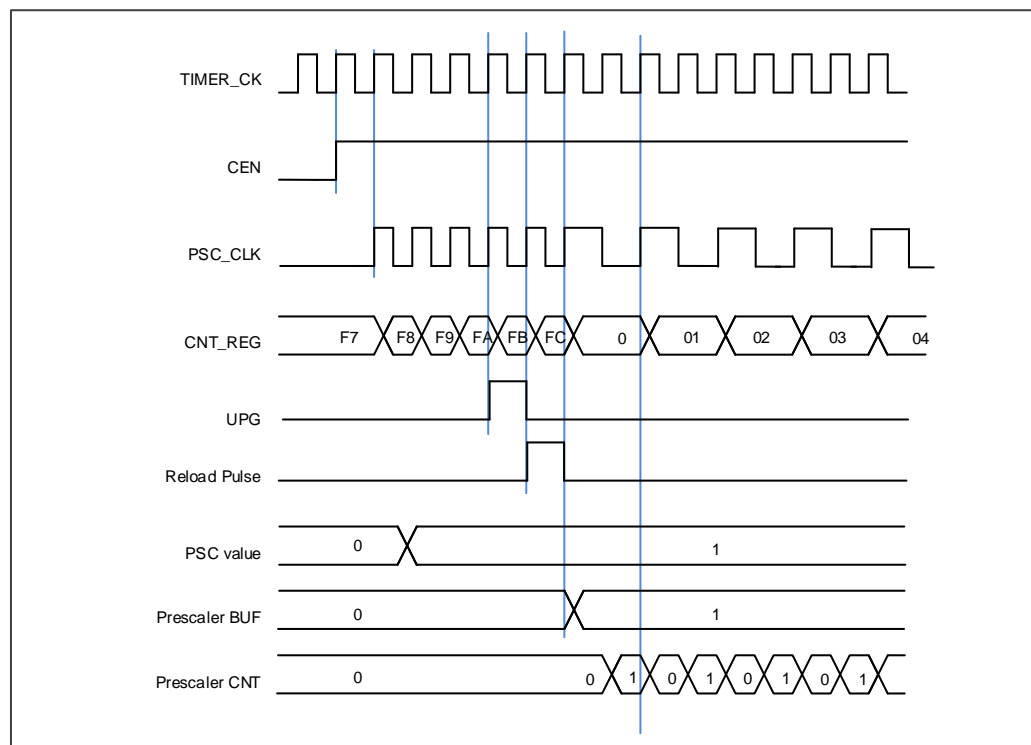 TIMER_CK
CEN
PSC_CLK
CNT_REG F7 F8 F9 FA FB FC 0 01 02 03 04
UPG
Reload Pulse
PSC value 0 1
Prescaler BUF 0 1
Prescaler CNT 0 0 1 0 1 0 1 0 1